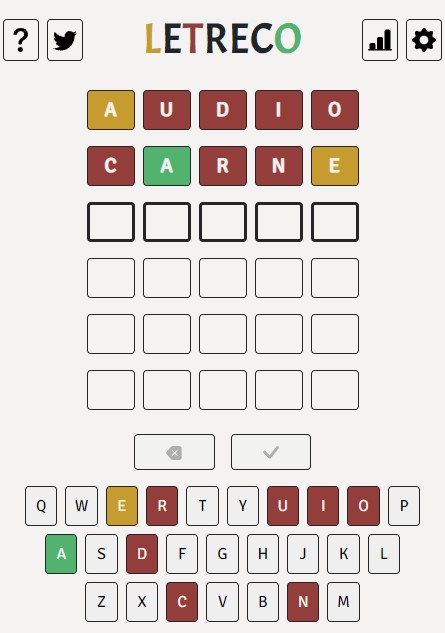 ? LETRECO
A U D I O
C A R N E
Q W E R T Y U I O P
A S D F G H J K L
Z X C V B N M